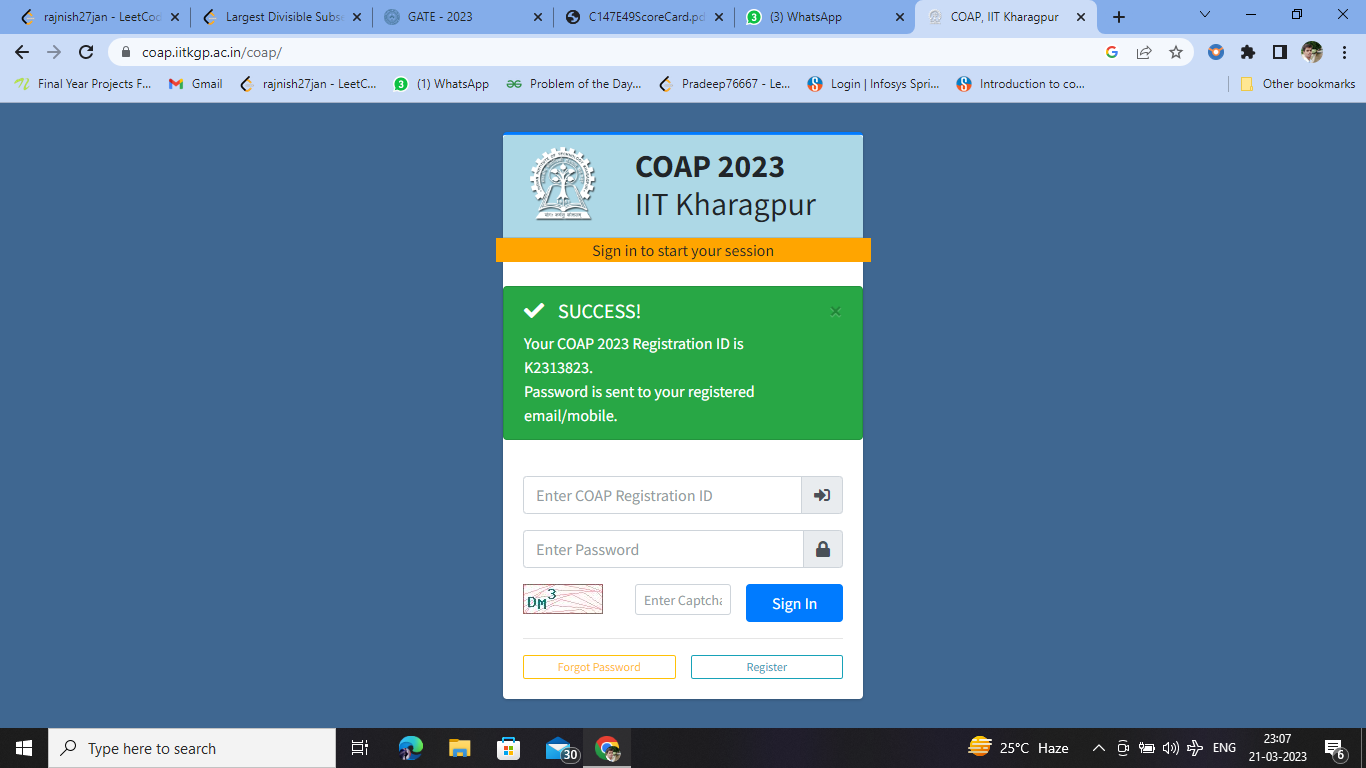 rajnish27jan - LeetCod
Largest Divisible Subs
GATE - 2023
C147E49ScoreCard.pd
(3) WhatsApp
COAP, IIT Kharagpur
coap.iitkgp.ac.in/coap/
Final Year Projects F...
Gmail
rajnish27jan - LeetC...
(1) WhatsApp
Problem of the Day...
Pradeep76667 - Le...
Login | Infosys Spri...
Introduction to co...
Other bookmarks
COAP 2023
IIT Kharagpur
Sign in to start your session
SUCCESS!
×
Your COAP 2023 Registration ID is
K2313823.
Password is sent to your registered
email/mobile.
Enter COAP Registration ID
Enter Password
DM3
Enter Captcha
Sign In
Forgot Password
Register
Type here to search
30
25°C Haze
ENG
23:07
21-03-2023
6